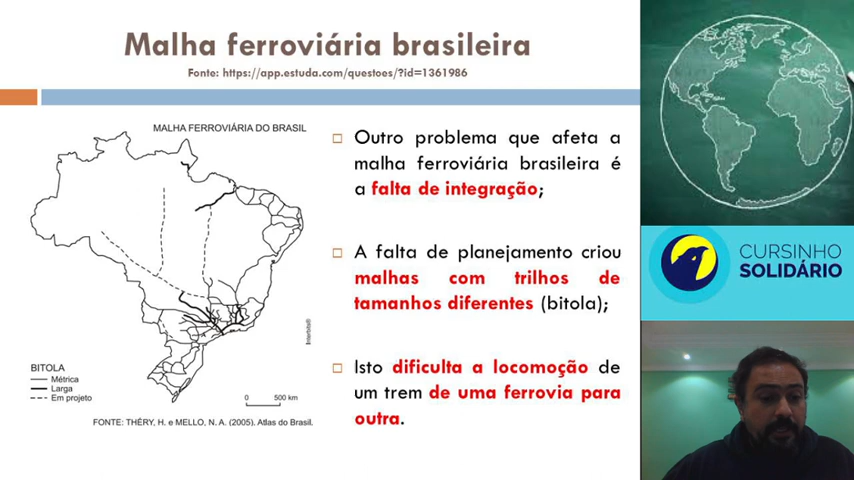 Malha ferroviária brasileira
Fonte: https://app.estuda.com/questoes/?id=1361986
MALHA FERROVIÁRIA DO BRASIL
BITOLA
Métrica
Larga
Em projeto
0 500 km
Interbits®
FONTE: THÉRY, H. e MELLO, N. A. (2005). Atlas do Brasil.
Outro problema que afeta a
malha ferroviária brasileira é
a falta de integração;
A falta de planejamento criou
malhas com trilhos de
tamanhos diferentes (bitola);
Isto dificulta a locomoção de
um trem de uma ferrovia para
outra.
CURSINHO
SOLIDÁRIO